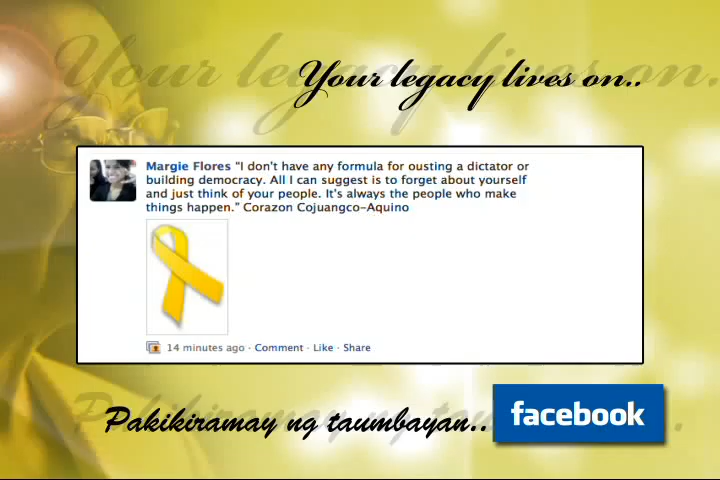 Your legacy lives on..
Margie Flores "I don't have any formula for ousting a dictator or
building democracy. All I can suggest is to forget about yourself
and just think of your people. It's always the people who make
things happen." Corazon Cojuangco-Aquino
14 minutes ago · Comment · Like · Share
Pakikiramay ng taumbayan..
facebook